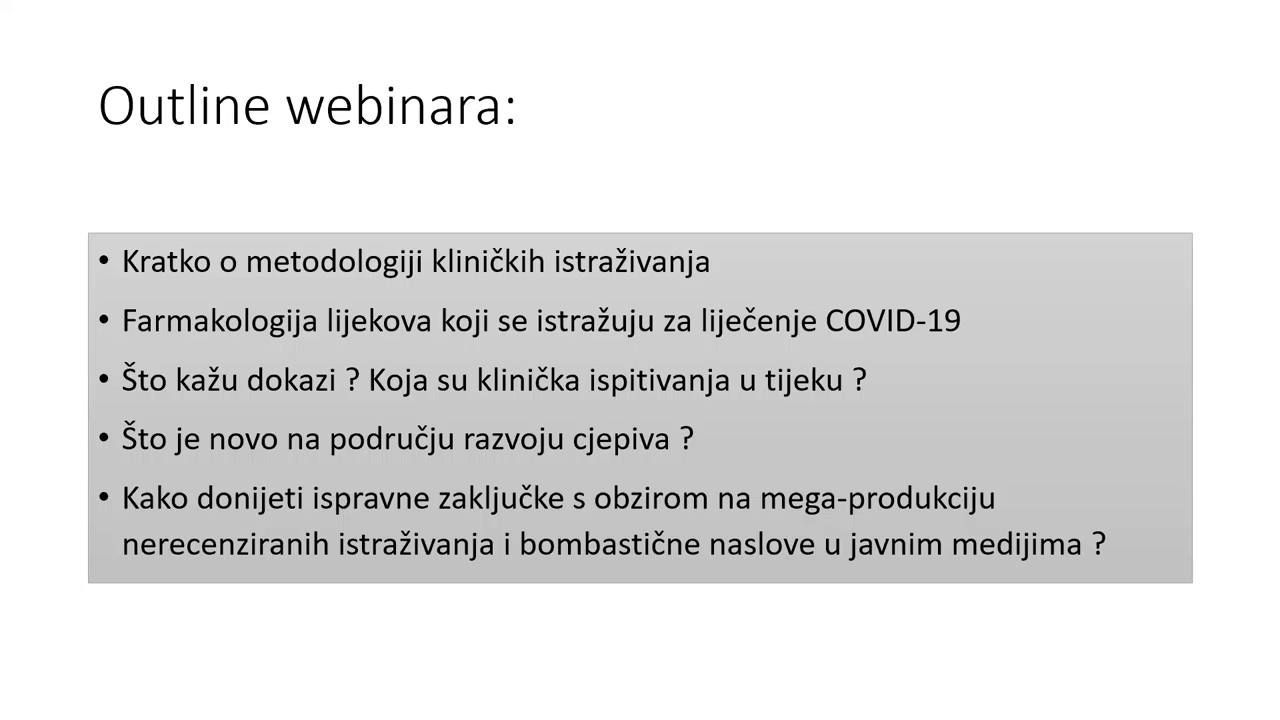 Outline webinara:
• Kratko o metodologiji kliničkih istraživanja
• Farmakologija lijekova koji se istražuju za liječenje COVID-19
• Što kažu dokazi ? Koja su klinička ispitivanja u tijeku ?
• Što je novo na području razvoju cjepiva ?
• Kako donijeti ispravne zaključke s obzirom na mega-produkciju
nerecenziranih istraživanja i bombastične naslove u javnim medijima ?